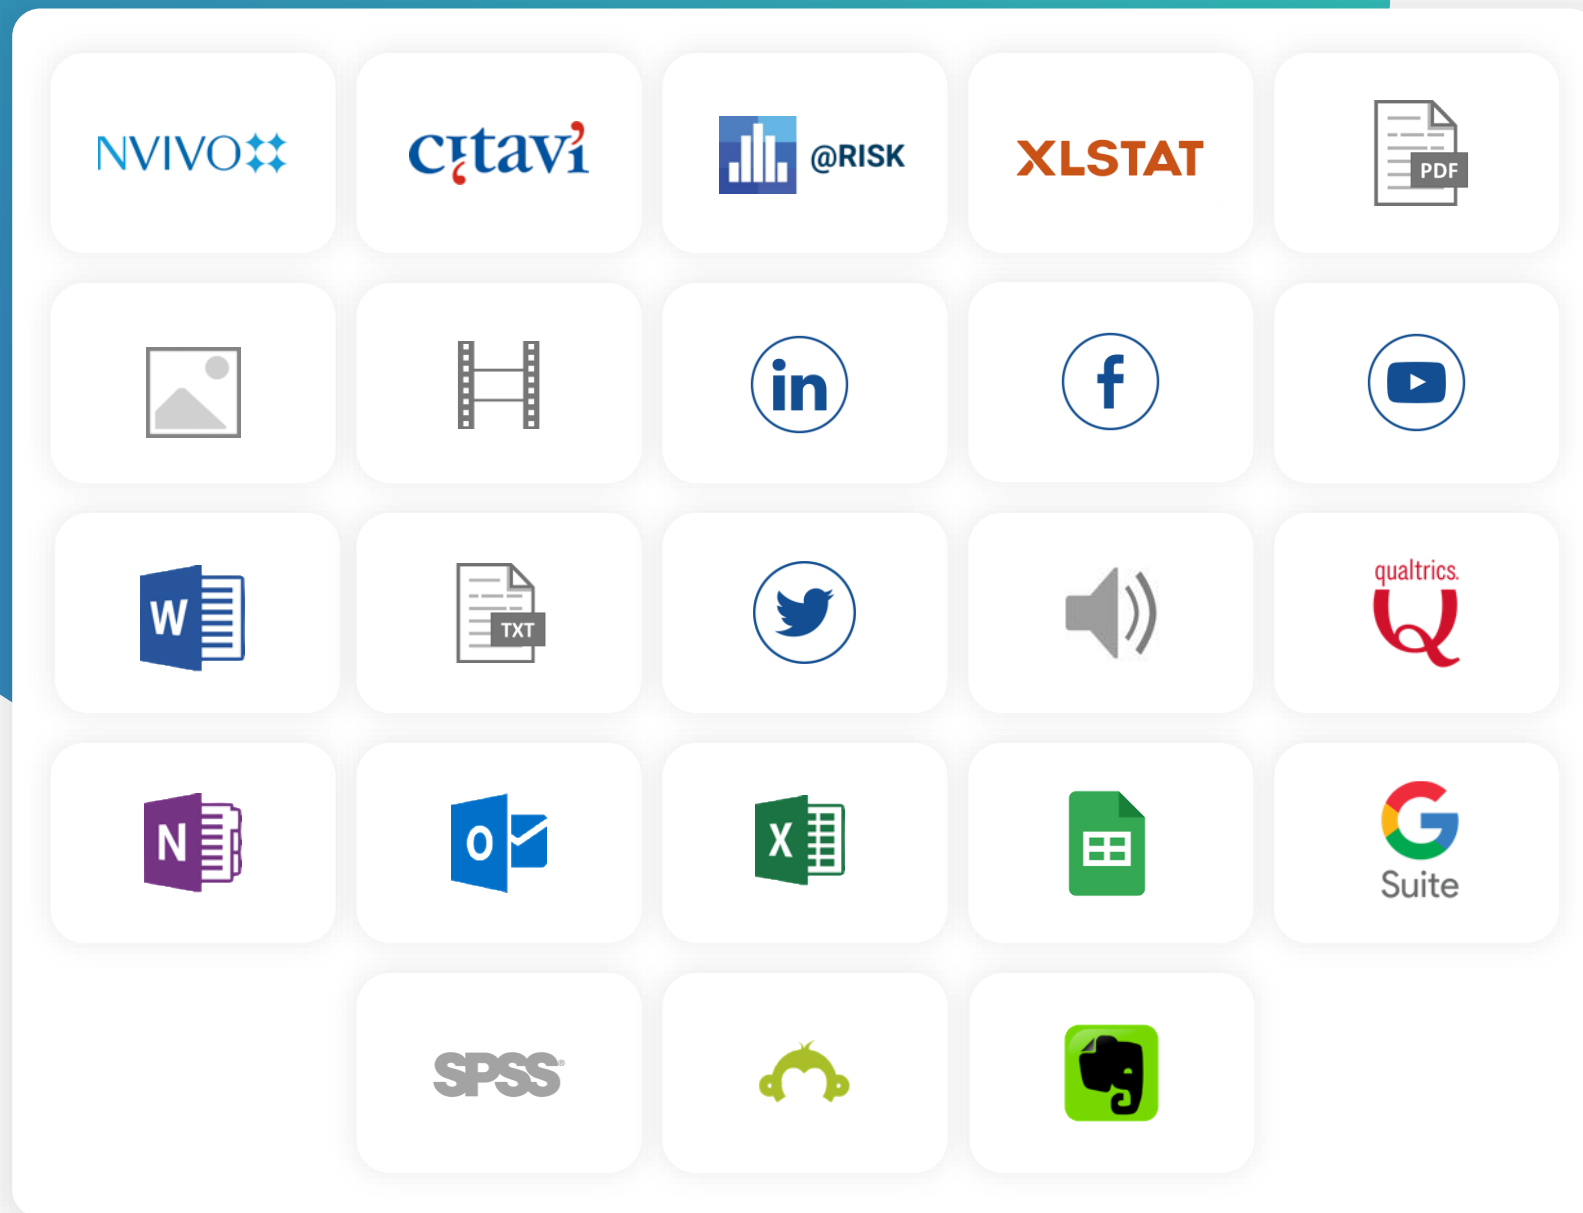 NVIVO
citavi
@RISK
XLSTAT
PDF
in
f
W
TXT
qualtrics.
Q
N
O
X
G
Suite
SPSS®